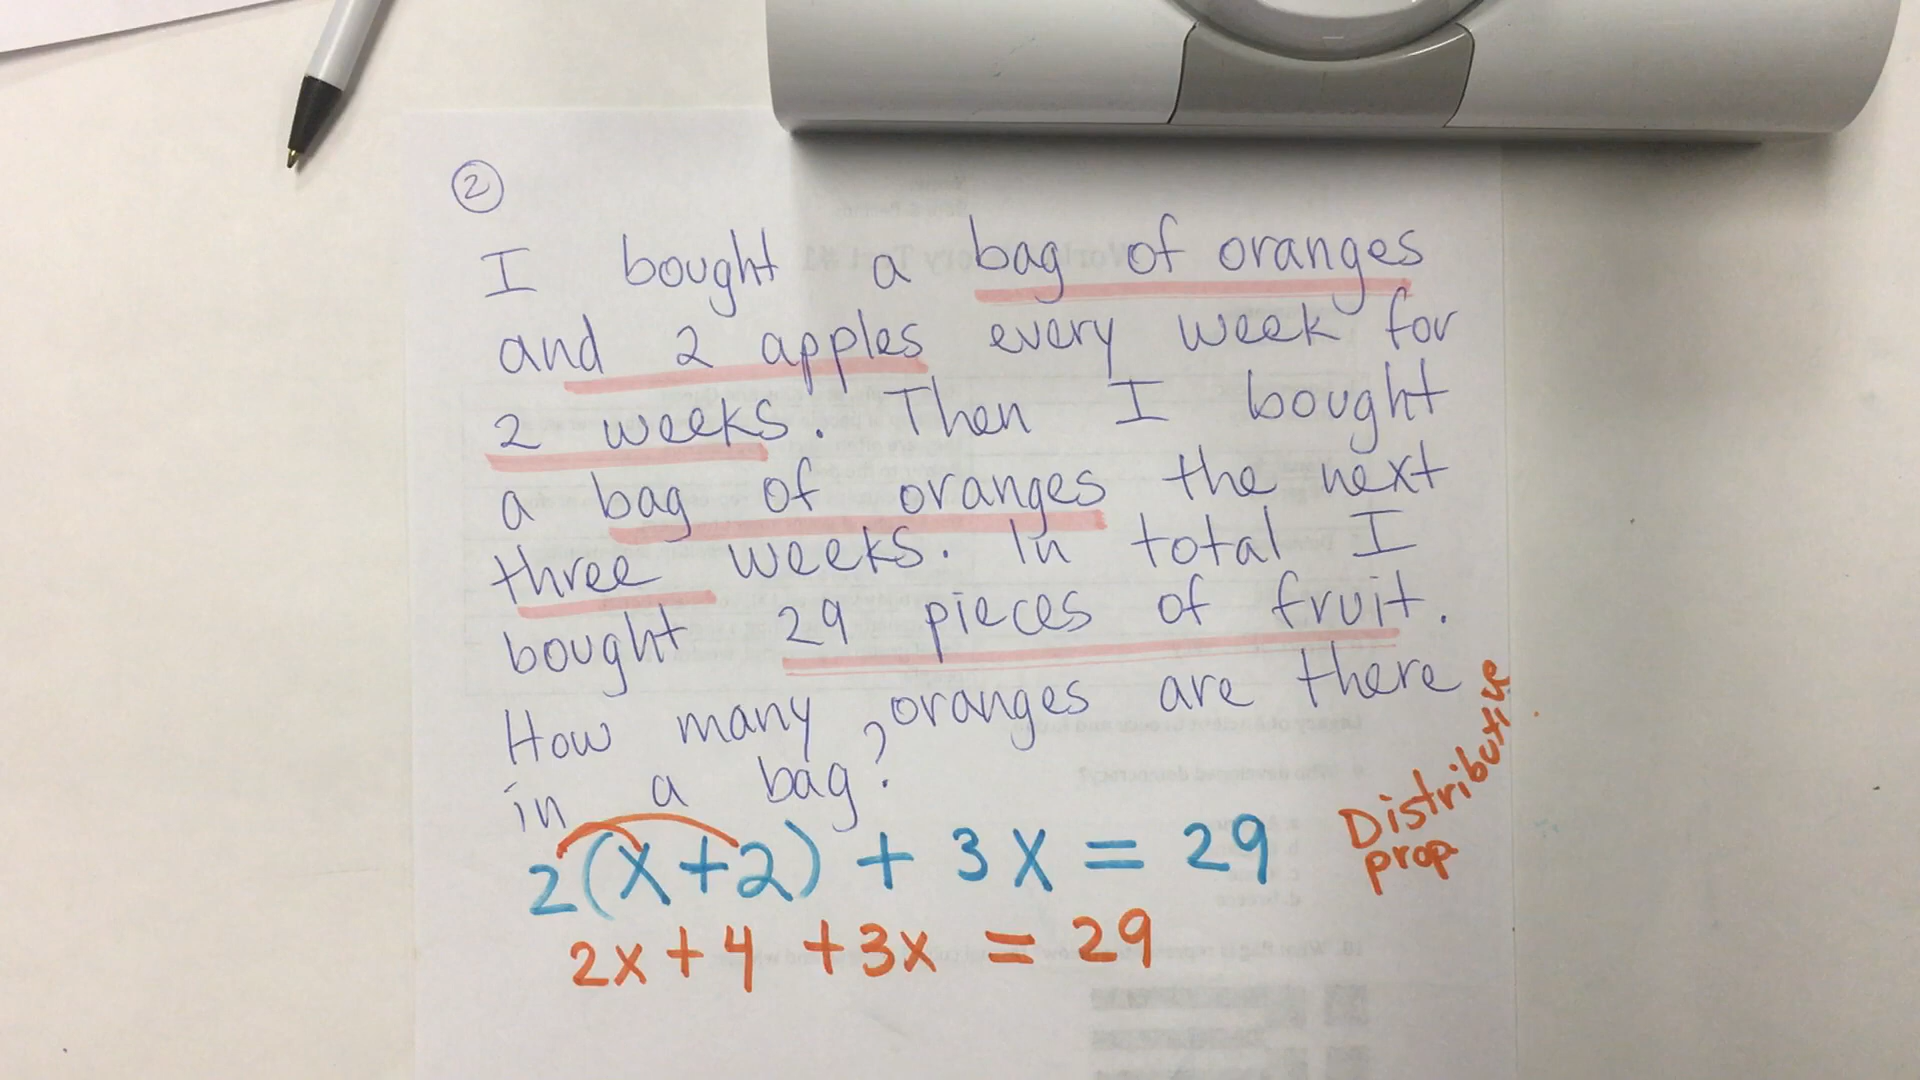 2
I bought a bag of oranges
and 2 apples every week for
2 weeks. Then I bought
a bag of oranges the next
three weeks. In total I
bought 29 pieces of fruit.
How many oranges are there
in a bag?
2(x+2) + 3x = 29
Distributive
prop
2x + 4 + 3x = 29